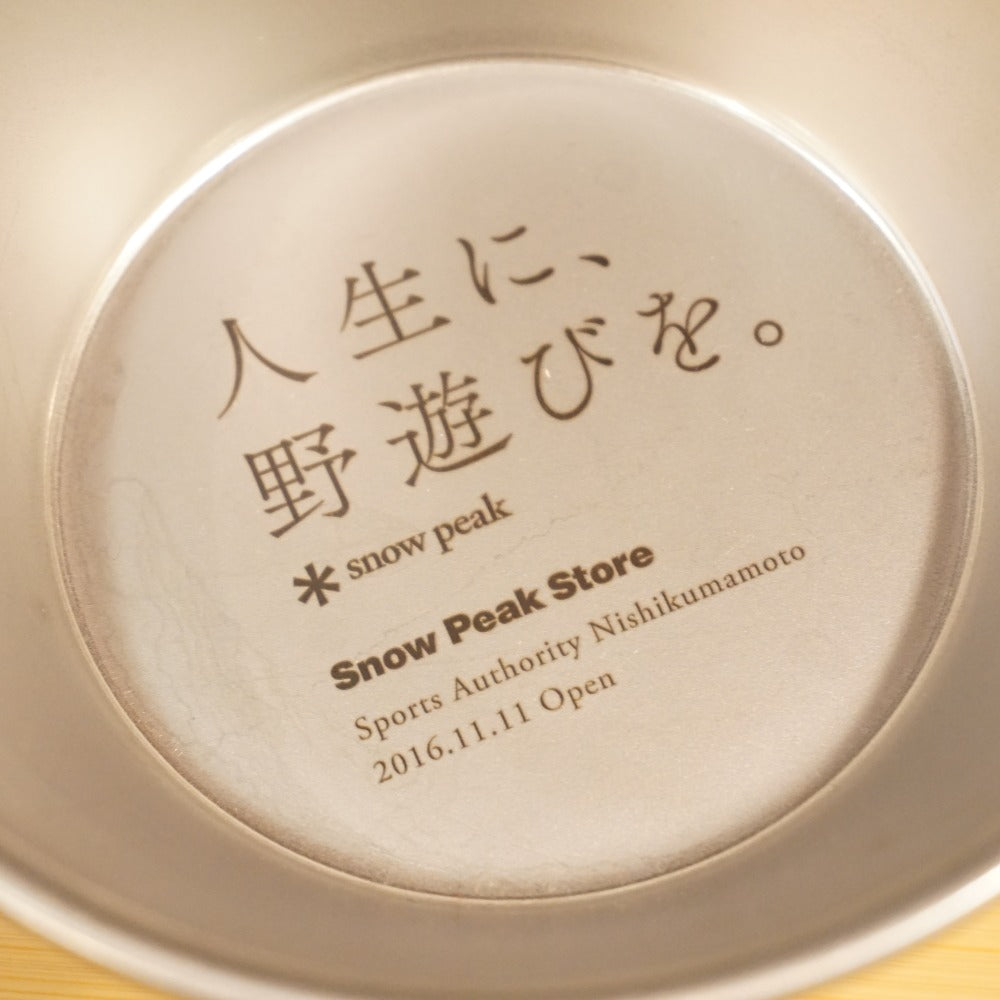 人生に、
野遊びを。
* snow peak
Snow Peak Store
Sports Authority Nishikumamoto
2016.11.11 Open